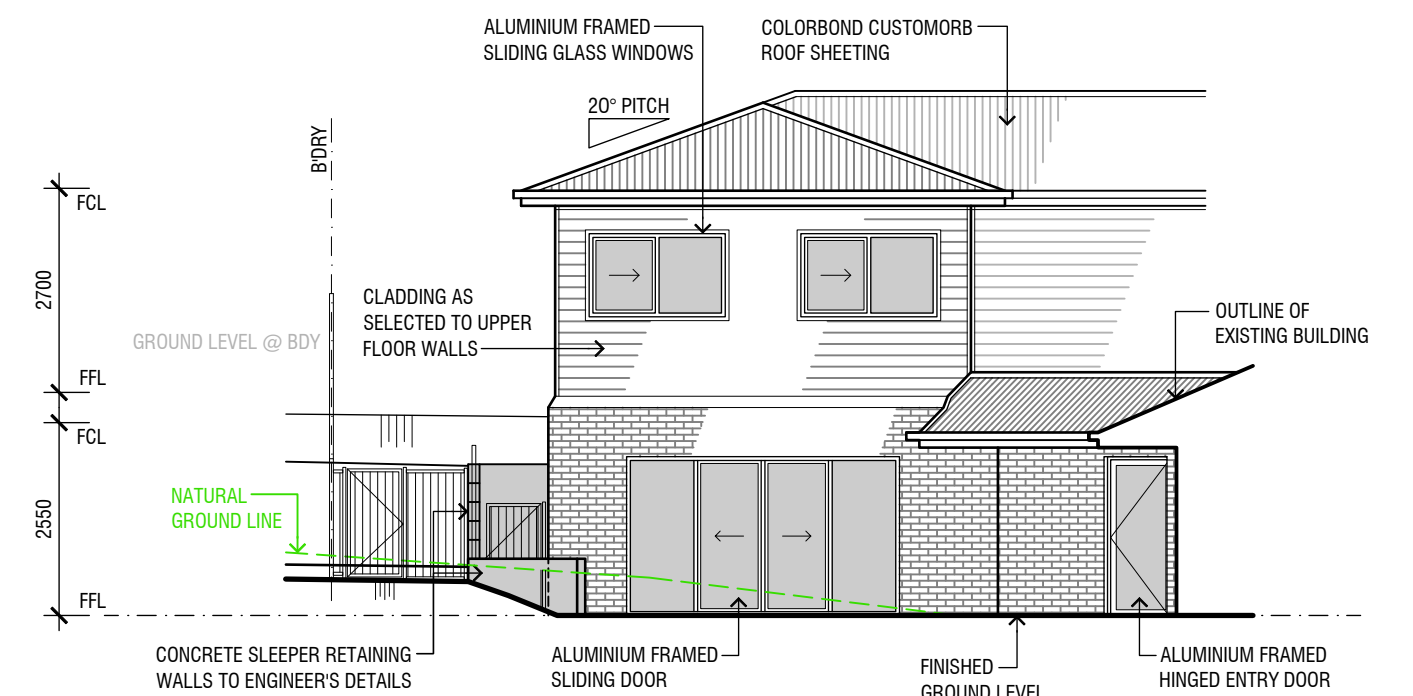 ALUMINIUM FRAMED
SLIDING GLASS WINDOWS
COLORBOND CUSTOMORB
ROOF SHEETING
20° PITCH
B'DRY
FCL
2700
CLADDING AS
SELECTED TO UPPER
FLOOR WALLS
GROUND LEVEL @ BDY
OUTLINE OF
EXISTING BUILDING
FFL
FCL
NATURAL
GROUND LINE
2550
FFL
CONCRETE SLEEPER RETAINING
WALLS TO ENGINEER'S DETAILS
ALUMINIUM FRAMED
SLIDING DOOR
FINISHED
GROUND LEVEL
ALUMINIUM FRAMED
HINGED ENTRY DOOR